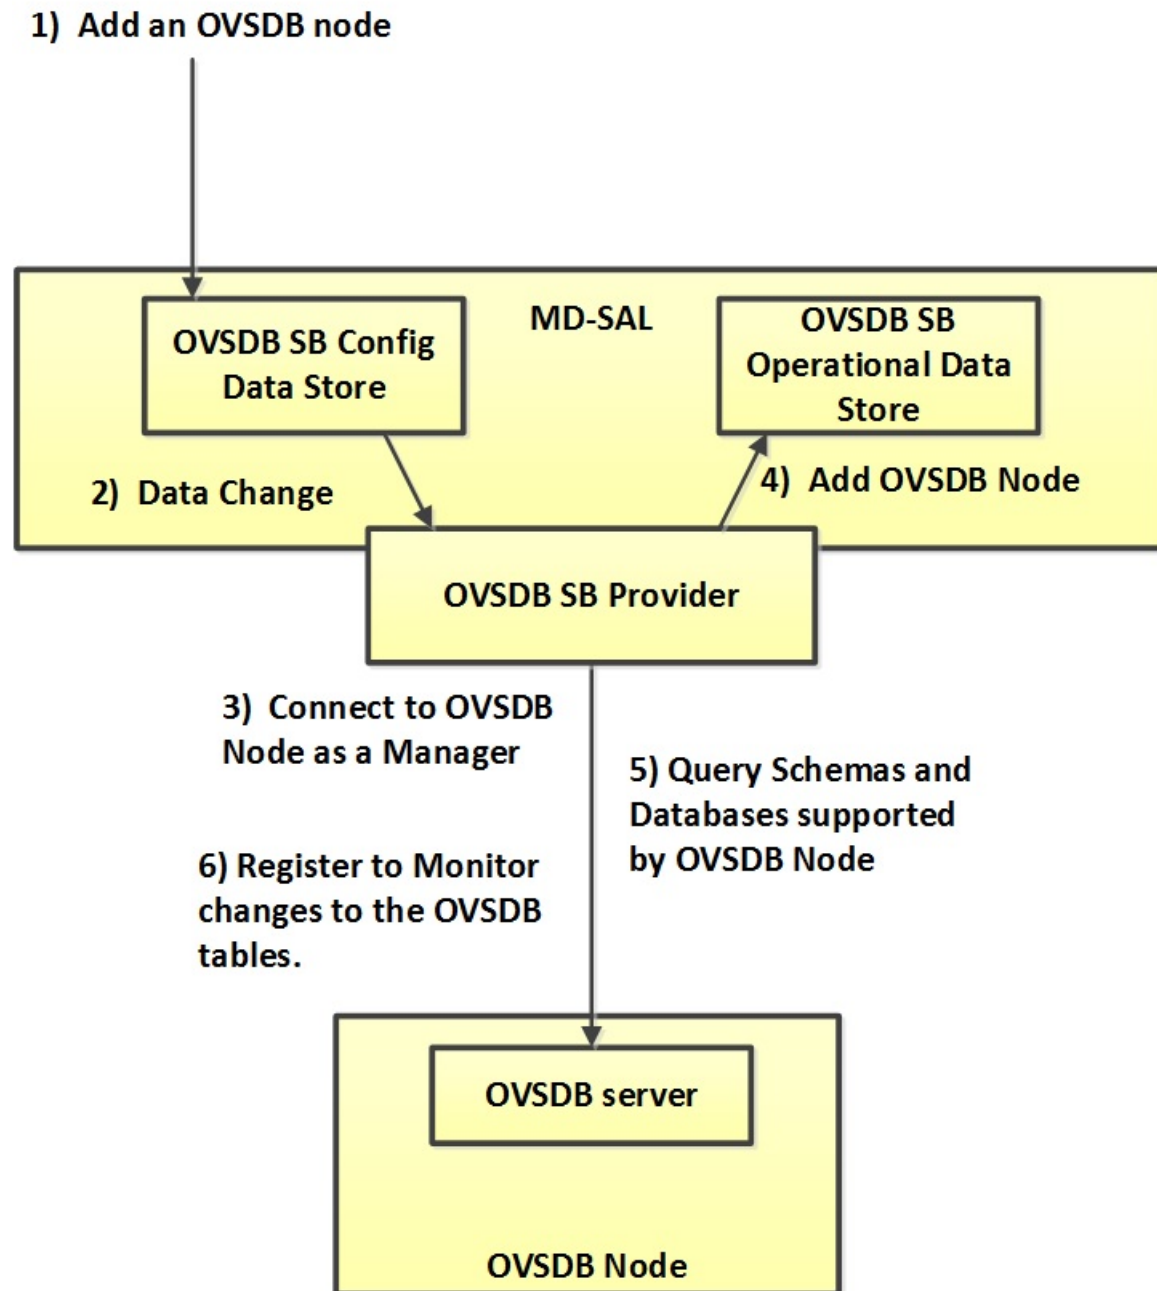 1)  Add an OVSDB node
MD-SAL
OVSDB SB Config
Data Store
OVSDB SB
Operational Data
Store
2)  Data Change
4)  Add OVSDB Node
OVSDB SB Provider
3)  Connect to OVSDB
Node as a Manager
5) Query Schemas and
Databases supported
by OVSDB Node
6) Register to Monitor
changes to the OVSDB
tables.
OVSDB server
OVSDB Node